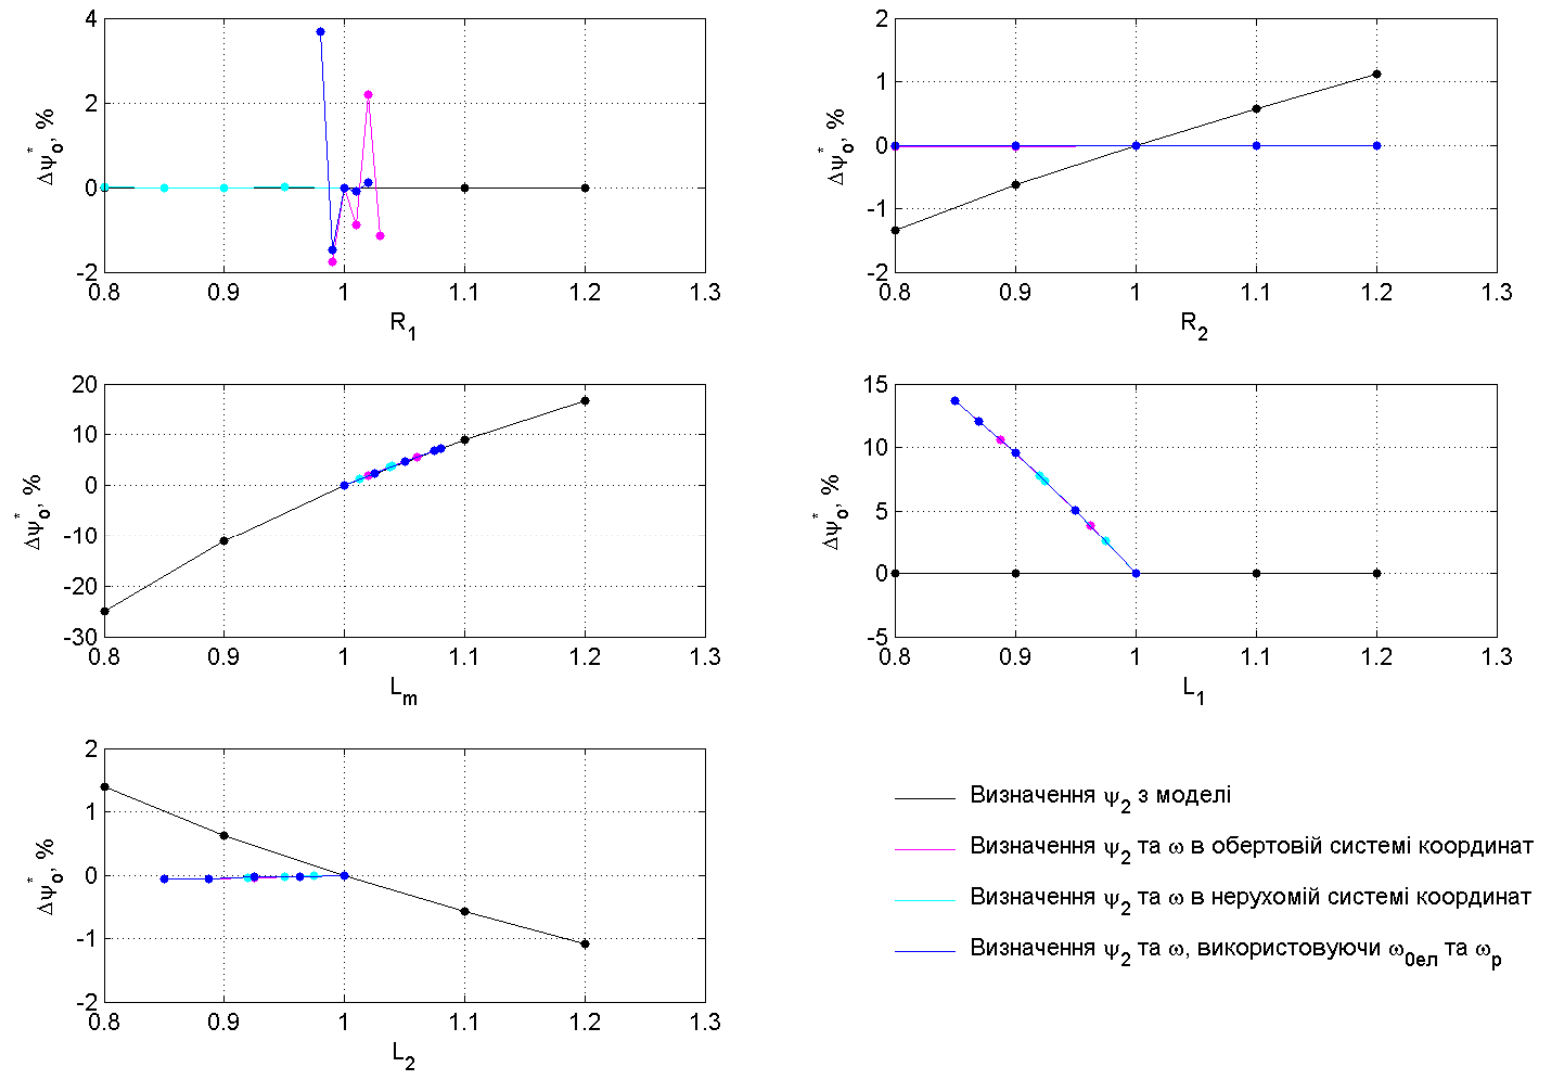 4
2
0
-2
0.8 0.9 1 1.1 1.2 1.3
R1
Δψo*, %
2
1
0
-1
-2
0.8 0.9 1 1.1 1.2 1.3
R2
Δψo*, %
20
10
0
-10
-20
-30
0.8 0.9 1 1.1 1.2 1.3
Lm
Δψo*, %
15
10
5
0
-5
0.8 0.9 1 1.1 1.2 1.3
L1
Δψo*, %
2
1
0
-1
-2
0.8 0.9 1 1.1 1.2 1.3
L2
Δψo*, %
Визначення ψ2 з моделі
Визначення ψ2 та ω в обертовій системі координат
Визначення ψ2 та ω в нерухомій системі координат
Визначення ψ2 та ω, використовуючи ω0ел та ωр